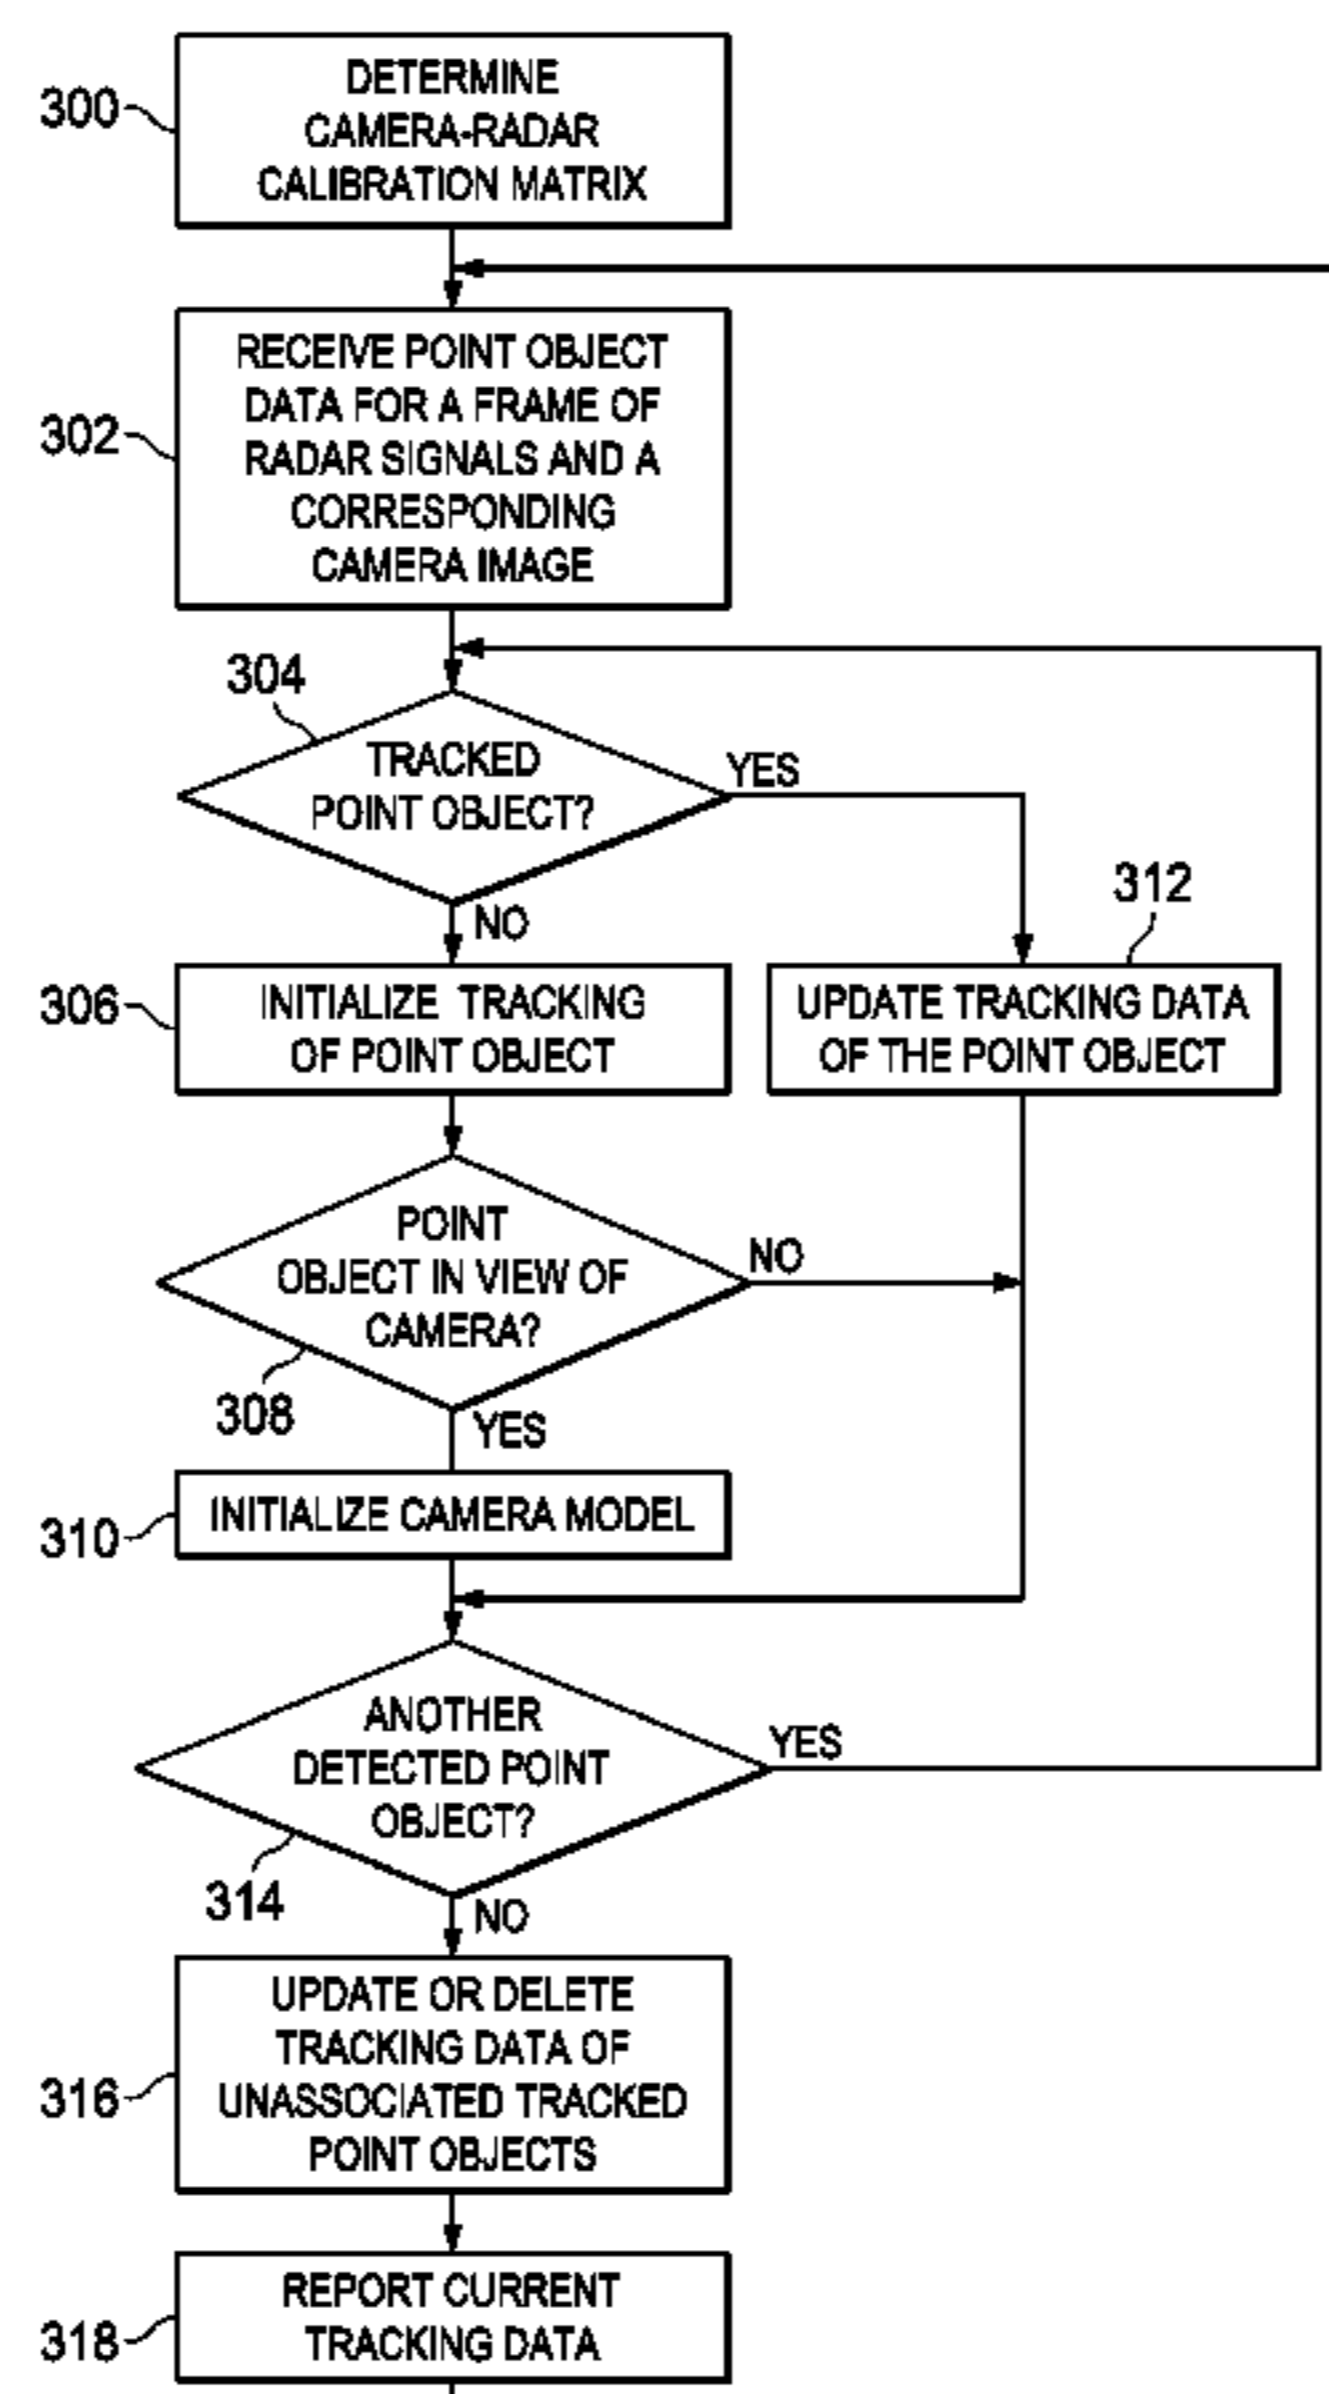 300
DETERMINE
CAMERA-RADAR
CALIBRATION MATRIX
302
RECEIVE POINT OBJECT
DATA FOR A FRAME OF
RADAR SIGNALS AND A
CORRESPONDING
CAMERA IMAGE
304
TRACKED
POINT OBJECT?
YES
NO
306
INITIALIZE TRACKING
OF POINT OBJECT
312
UPDATE TRACKING DATA
OF THE POINT OBJECT
POINT
OBJECT IN VIEW OF
CAMERA?
NO
308
YES
310
INITIALIZE CAMERA MODEL
ANOTHER
DETECTED POINT
OBJECT?
YES
314
NO
316
UPDATE OR DELETE
TRACKING DATA OF
UNASSOCIATED TRACKED
POINT OBJECTS
318
REPORT CURRENT
TRACKING DATA